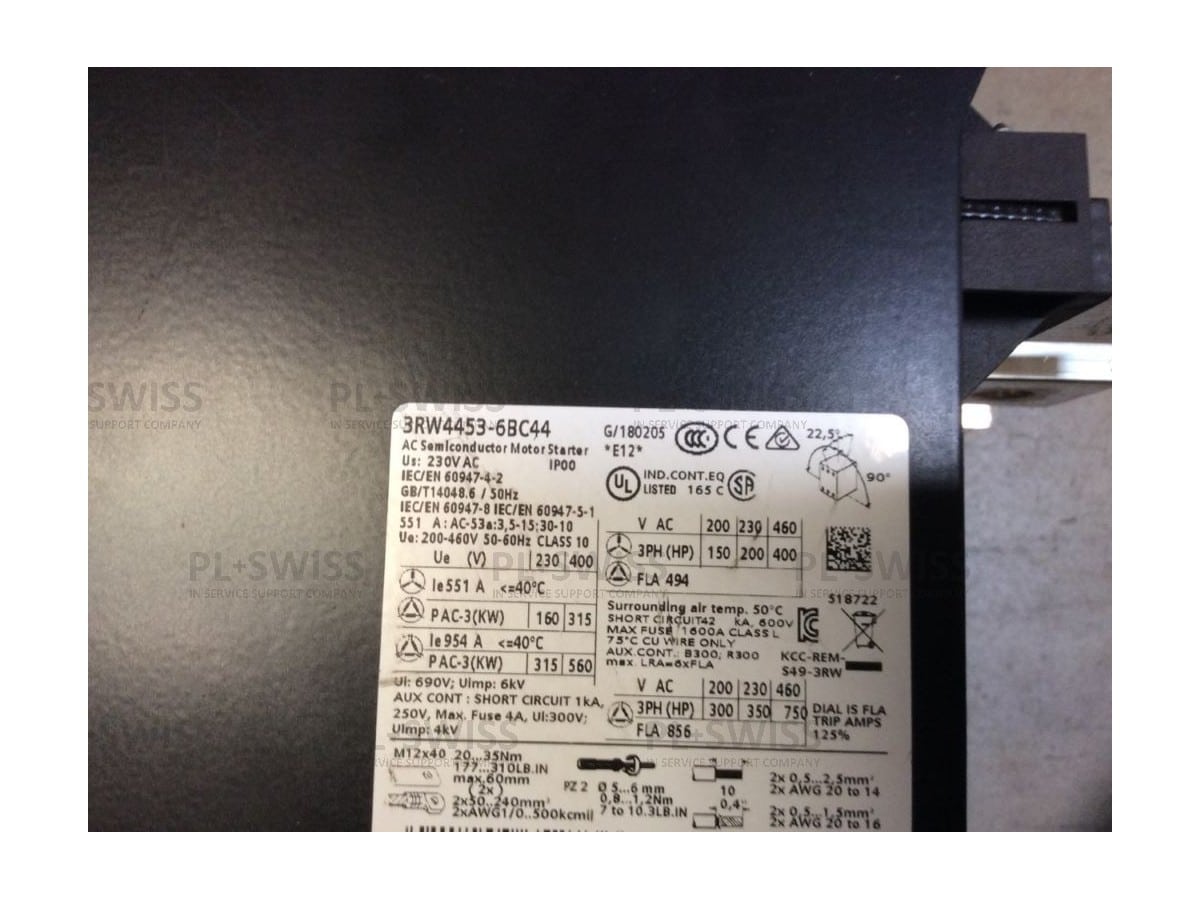 3RW4453-6BC44
AC Semiconductor Motor Starter
Us: 230V AC IP00
IEC/EN 60947-4-2
GB/T14048.6 / 50Hz
IEC/EN 60947-8 IEC/EN 60947-5-1
551 A : AC-53a:3,5-15:30-10
Ue: 200-460V 50-60Hz CLASS 10
Ue (V) 230 400
Ie551 A <=40°C
P AC-3(KW) 160 315
Ie954 A <=40°C
P AC-3(KW) 315 560
Ui: 690V; Uimp: 6kV
AUX CONT : SHORT CIRCUIT 1kA,
250V, Max. Fuse 4A, Ui:300V;
Uimp: 4kV
G/180205
*E12*
CCC CE
22,5°
90°
UL IND.CONT.EQ
LISTED 165 C SA
V AC 200 230 460
3PH (HP) 150 200 400
FLA 494
Surrounding air temp. 50°C
SHORT CIRCUIT42 kA, 600V
MAX FUSE 1600A CLASS L
75°C CU WIRE ONLY
AUX.CONT.: B300, R300
max. LRA=6xFLA
518722
KCC-REM-
S49-3RW
V AC 200 230 460
3PH (HP) 300 350 750
FLA 856
DIAL IS FLA
TRIP AMPS
125%
M12x40 20...35Nm
177...310LB.IN
max.60mm
(2x)
2x50...240mm²
2xAWG1/0...500kcmil
PZ 2 Ø 5...6 mm
0,8...1,2Nm
7 to 10.3LB.IN
10
0,4"
2x 0,5...2,5mm²
2x AWG 20 to 14
2x 0,5...1,5mm²
2x AWG 20 to 16
PL+SWISS
IN SERVICE SUPPORT COMPANY